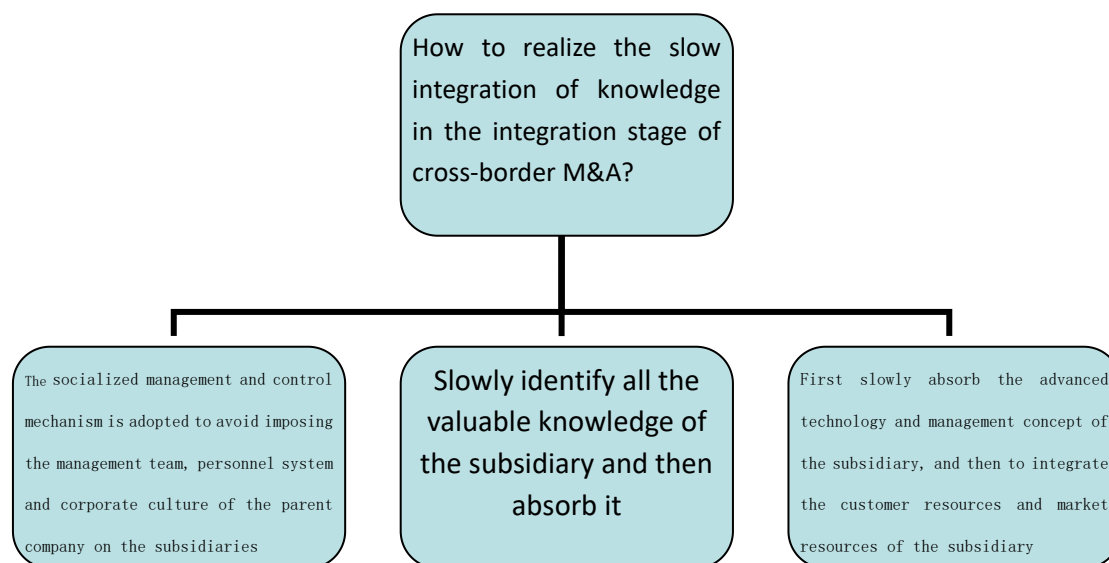 How to realize the slow
integration of knowledge
in the integration stage of
cross-border M&A?
The socialized management and control
mechanism is adopted to avoid imposing
the management team, personnel system
and corporate culture of the parent
company on the subsidiaries
Slowly identify all the
valuable knowledge of
the subsidiary and then
absorb it
First slowly absorb the advanced
technology and management concept of
the subsidiary, and then to integrate
the customer resources and market
resources of the subsidiary